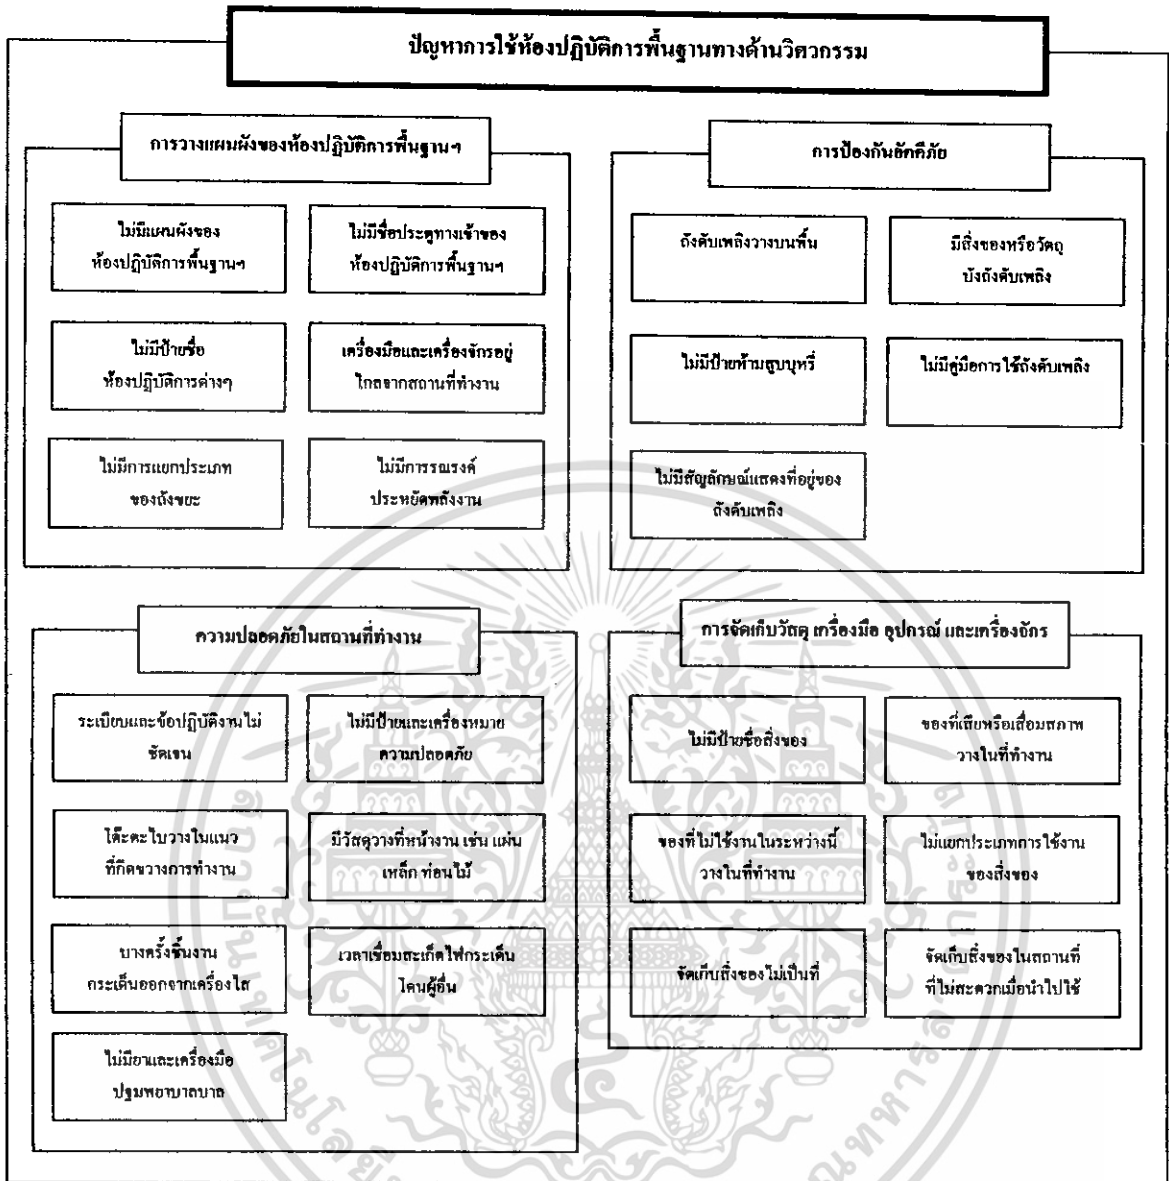 ปัญหาการใช้ห้องปฏิบัติการพื้นฐานทางด้านวิศวกรรม
การวางแผนผังของห้องปฏิบัติการพื้นฐานฯ
ไม่มีแผนผังของ
ห้องปฏิบัติการพื้นฐานฯ
ไม่มีชื่อประตูทางเข้าของ
ห้องปฏิบัติการพื้นฐานฯ
ไม่มีป้ายชื่อ
ห้องปฏิบัติการต่างๆ
เครื่องมือและเครื่องจักรอยู่
ไกลจากสถานที่ทำงาน
ไม่มีการแยกประเภท
ของถังขยะ
ไม่มีการรณรงค์
ประหยัดพลังงาน
การป้องกันอัคคีภัย
ถังดับเพลิงวางบนพื้น
มีสิ่งของหรือวัตถุ
บังถังดับเพลิง
ไม่มีป้ายห้ามสูบบุหรี่
ไม่มีคู่มือการใช้ถังดับเพลิง
ไม่มีสัญลักษณ์แสดงที่อยู่ของ
ถังดับเพลิง
ความปลอดภัยในสถานที่ทำงาน
ระเบียบและข้อปฏิบัติงานไม่
ชัดเจน
ไม่มีป้ายและเครื่องหมาย
ความปลอดภัย
โต๊ะตะไบวางในแนว
ที่กีดขวางการทำงาน
มีวัสดุวางที่หน้างาน เช่น แผ่น
เหล็ก ท่อนไม้
บางครั้งชิ้นงาน
กระเด็นออกจากเครื่องไส
เวลาเชื่อมสะเก็ดไฟกระเด็น
โดนผู้อื่น
ไม่มียาและเครื่องมือ
ปฐมพยาบาลบาล
การจัดเก็บวัสดุ เครื่องมือ อุปกรณ์ และเครื่องจักร
ไม่มีป้ายชื่อสิ่งของ
ของที่เสียหรือเสื่อมสภาพ
วางในที่ทำงาน
ของที่ไม่ใช้งานในระหว่างนี้
วางในที่ทำงาน
ไม่แยกประเภทการใช้งาน
ของสิ่งของ
จัดเก็บสิ่งของไม่เป็นที่
จัดเก็บสิ่งของในสถานที่
ที่ไม่สะดวกเมื่อนำไปใช้